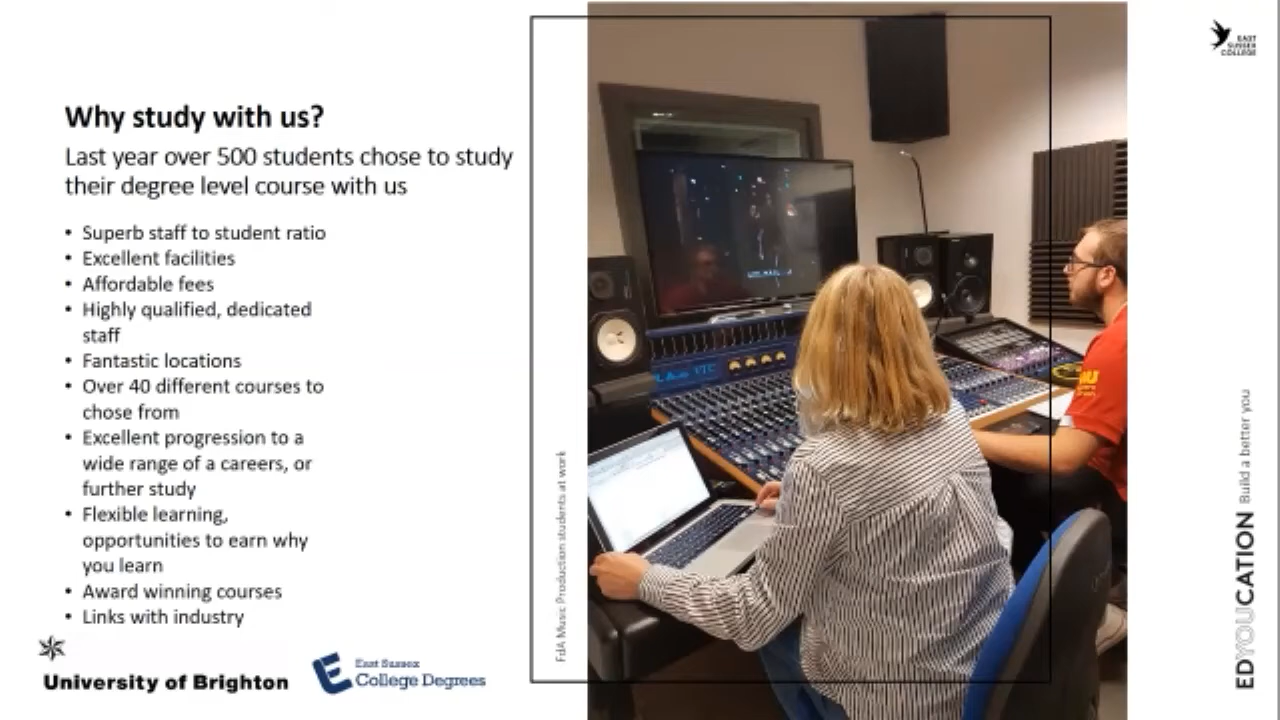 Why study with us?
Last year over 500 students chose to study
their degree level course with us
• Superb staff to student ratio
• Excellent facilities
• Affordable fees
• Highly qualified, dedicated
staff
• Fantastic locations
• Over 40 different courses to
chose from
• Excellent progression to a
wide range of a careers, or
further study
• Flexible learning,
opportunities to earn why
you learn
• Award winning courses
• Links with industry
University of Brighton
East Sussex
College Degrees
FdA Music Production students at work
EAST
SUSSEX
COLLEGE
EDYOUCATION Build a better you